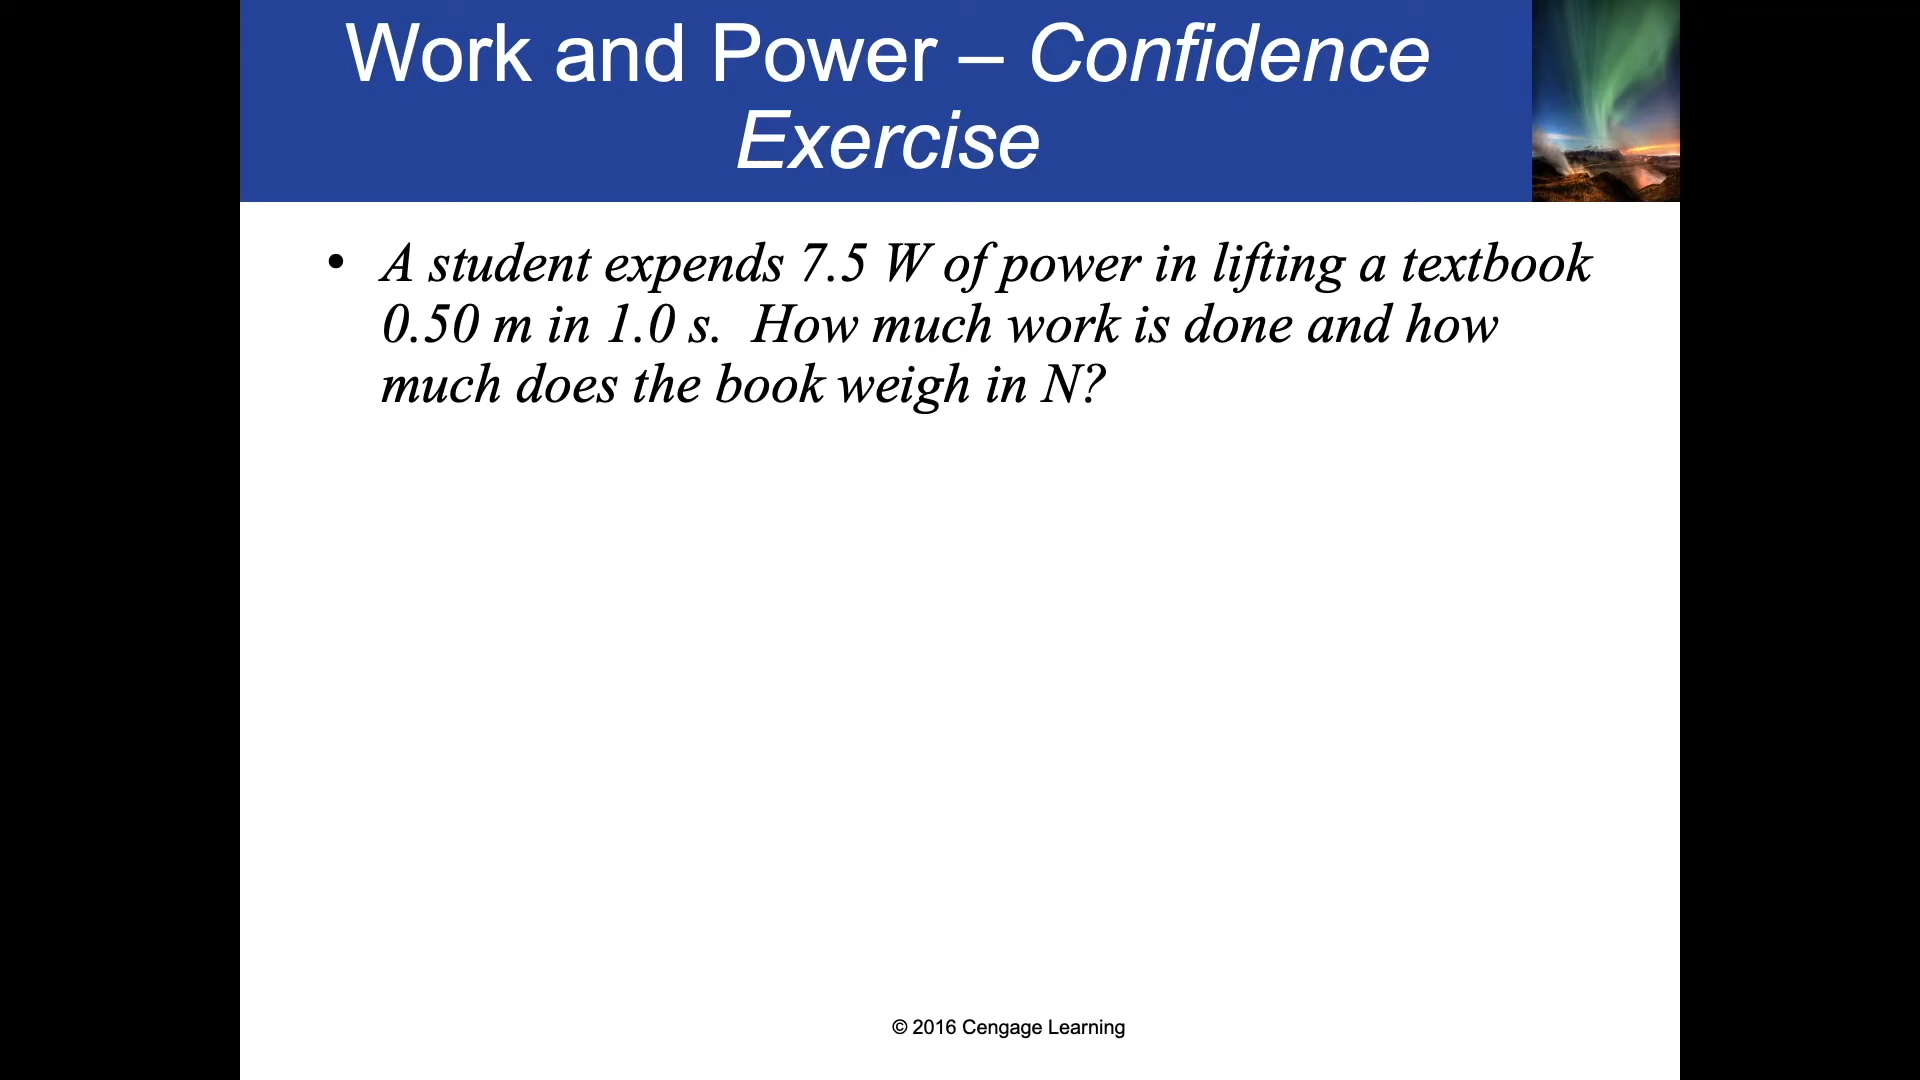 Work and Power – Confidence
Exercise
• A student expends 7.5 W of power in lifting a textbook
0.50 m in 1.0 s.  How much work is done and how
much does the book weigh in N?
© 2016 Cengage Learning